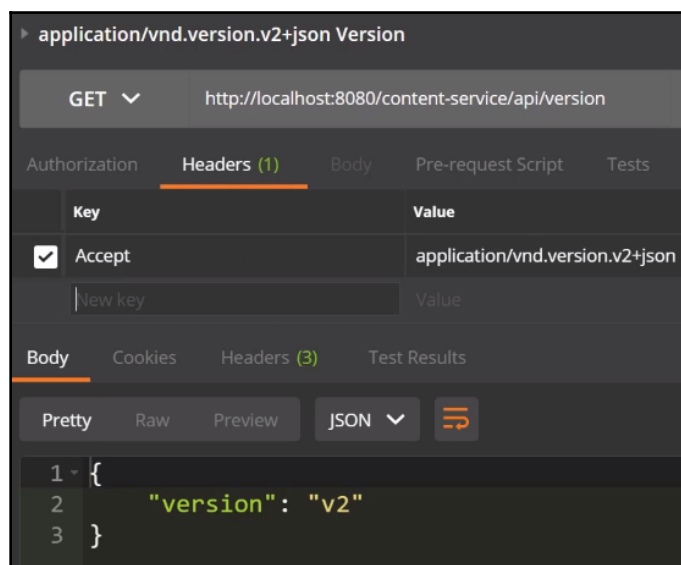 application/vnd.version.v2+json Version
GET http://localhost:8080/content-service/api/version
Authorization Headers (1) Body Pre-request Script Tests
Key Value
Accept application/vnd.version.v2+json
New key Value
Body Cookies Headers (3) Test Results
Pretty Raw Preview JSON
1 {
2 "version": "v2"
3 }